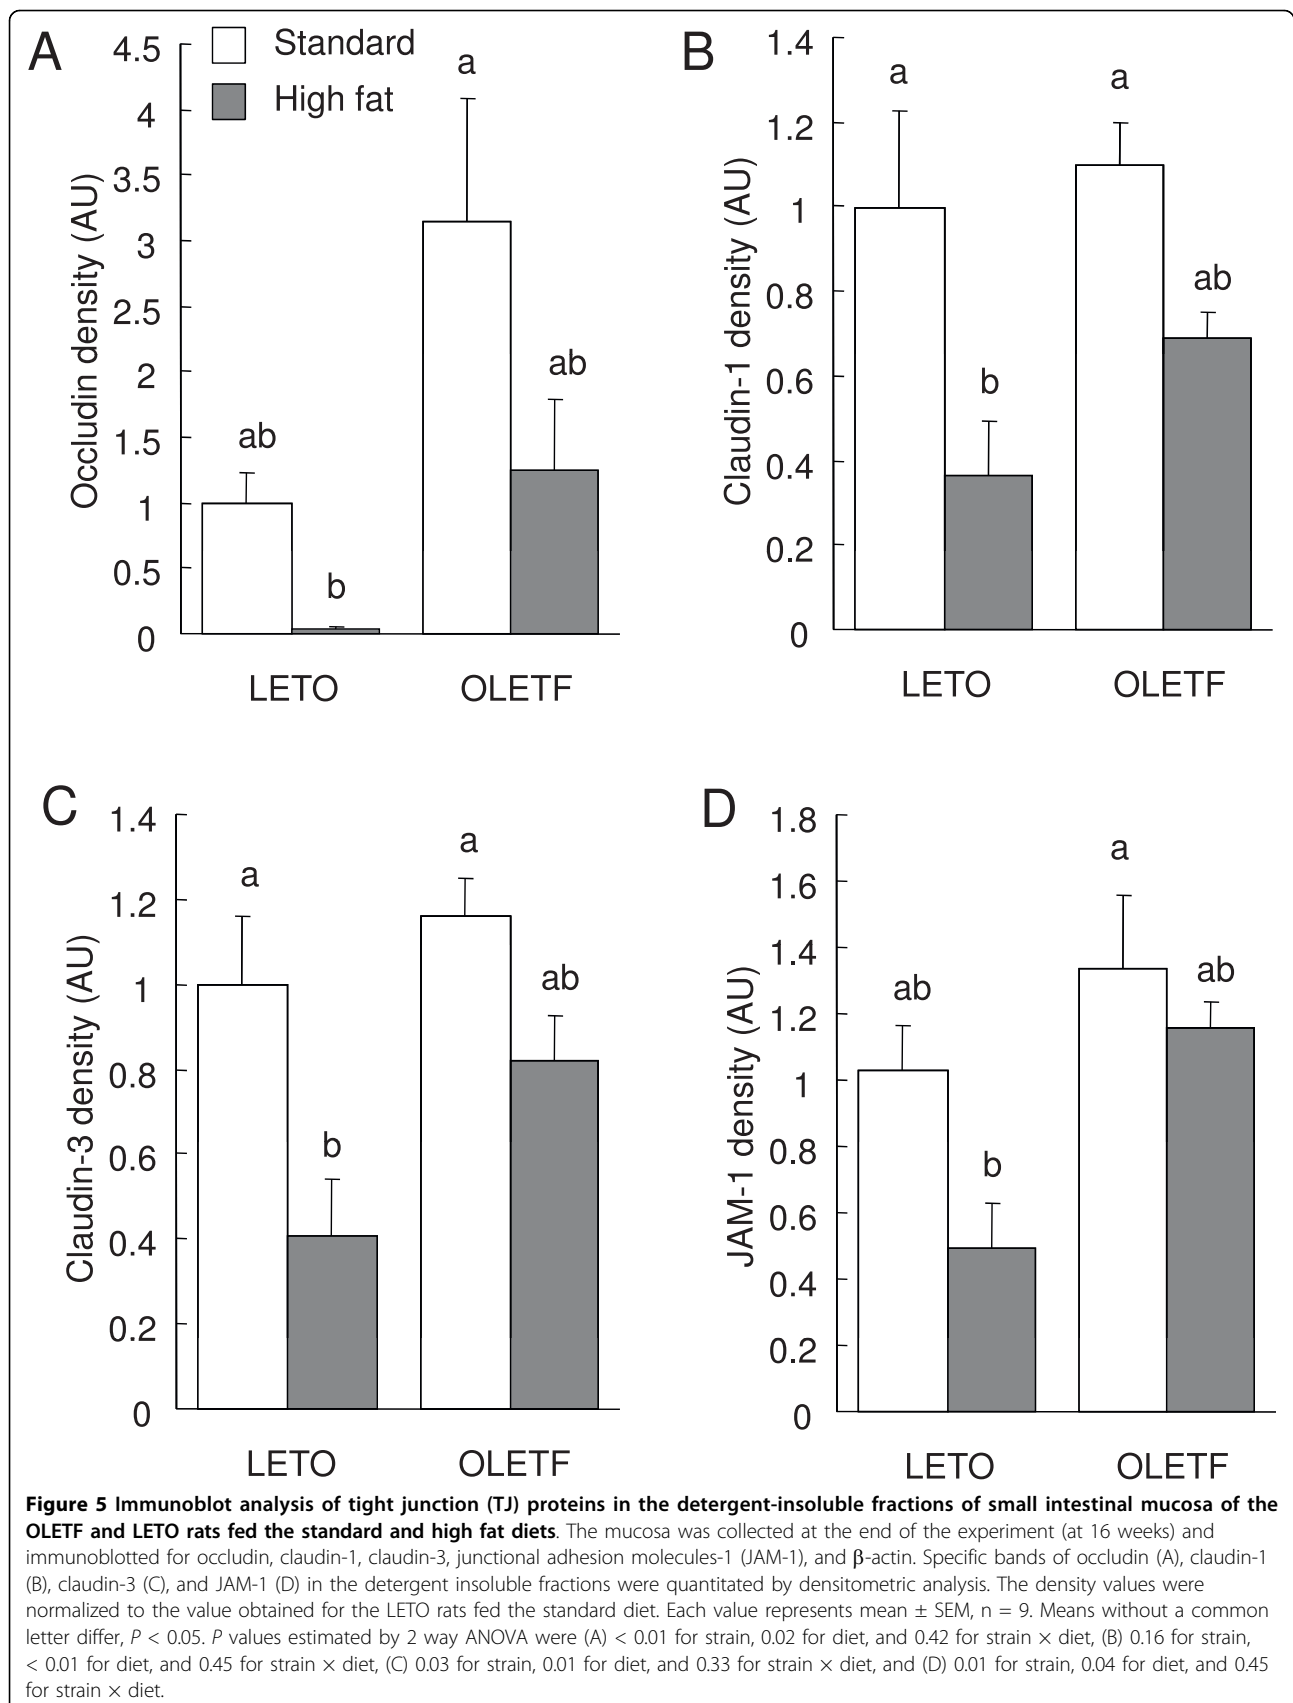 A
Standard
High fat
Occludin density (AU)
4.5
4
3.5
3
2.5
2
1.5
1
0.5
0
ab
b
a
ab
LETO
OLETF
B
Claudin-1 density (AU)
1.4
1.2
1
0.8
0.6
0.4
0.2
0
a
b
a
ab
LETO
OLETF
C
Claudin-3 density (AU)
1.4
1.2
1
0.8
0.6
0.4
0.2
0
a
b
a
ab
LETO
OLETF
D
JAM-1 density (AU)
1.8
1.6
1.4
1.2
1
0.8
0.6
0.4
0.2
0
ab
b
a
ab
LETO
OLETF
Figure 5 Immunoblot analysis of tight junction (TJ) proteins in the detergent-insoluble fractions of small intestinal mucosa of the
OLETF and LETO rats fed the standard and high fat diets. The mucosa was collected at the end of the experiment (at 16 weeks) and
immunoblotted for occludin, claudin-1, claudin-3, junctional adhesion molecules-1 (JAM-1), and β-actin. Specific bands of occludin (A), claudin-1
(B), claudin-3 (C), and JAM-1 (D) in the detergent insoluble fractions were quantitated by densitometric analysis. The density values were
normalized to the value obtained for the LETO rats fed the standard diet. Each value represents mean ± SEM, n = 9. Means without a common
letter differ, P < 0.05. P values estimated by 2 way ANOVA were (A) < 0.01 for strain, 0.02 for diet, and 0.42 for strain × diet, (B) 0.16 for strain,
< 0.01 for diet, and 0.45 for strain × diet, (C) 0.03 for strain, 0.01 for diet, and 0.33 for strain × diet, and (D) 0.01 for strain, 0.04 for diet, and 0.45
for strain × diet.